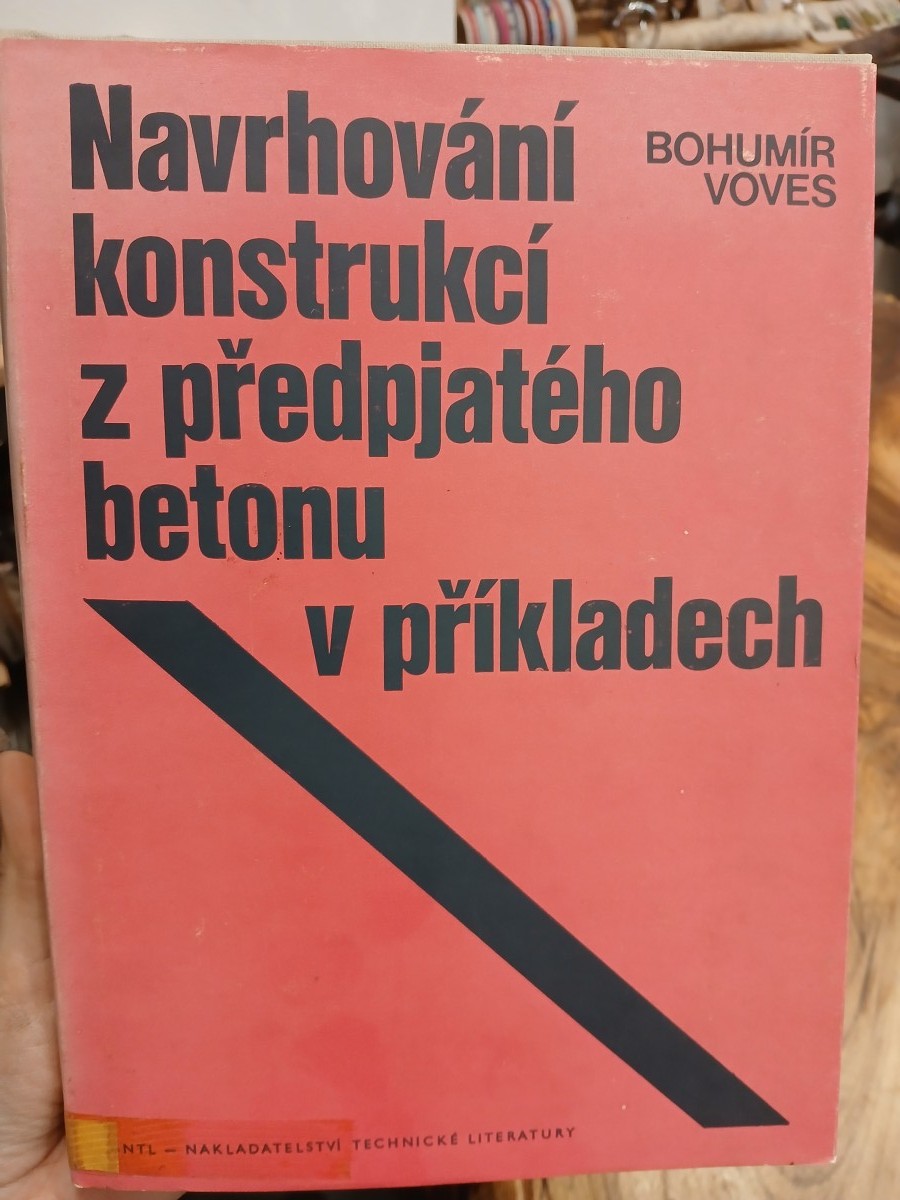 Navrhování
konstrukcí
z předpjatého
betonu
v příkladech
BOHUMÍR
VOVES
NTL — NAKLADATELSTVÍ TECHNICKÉ LITERATURY